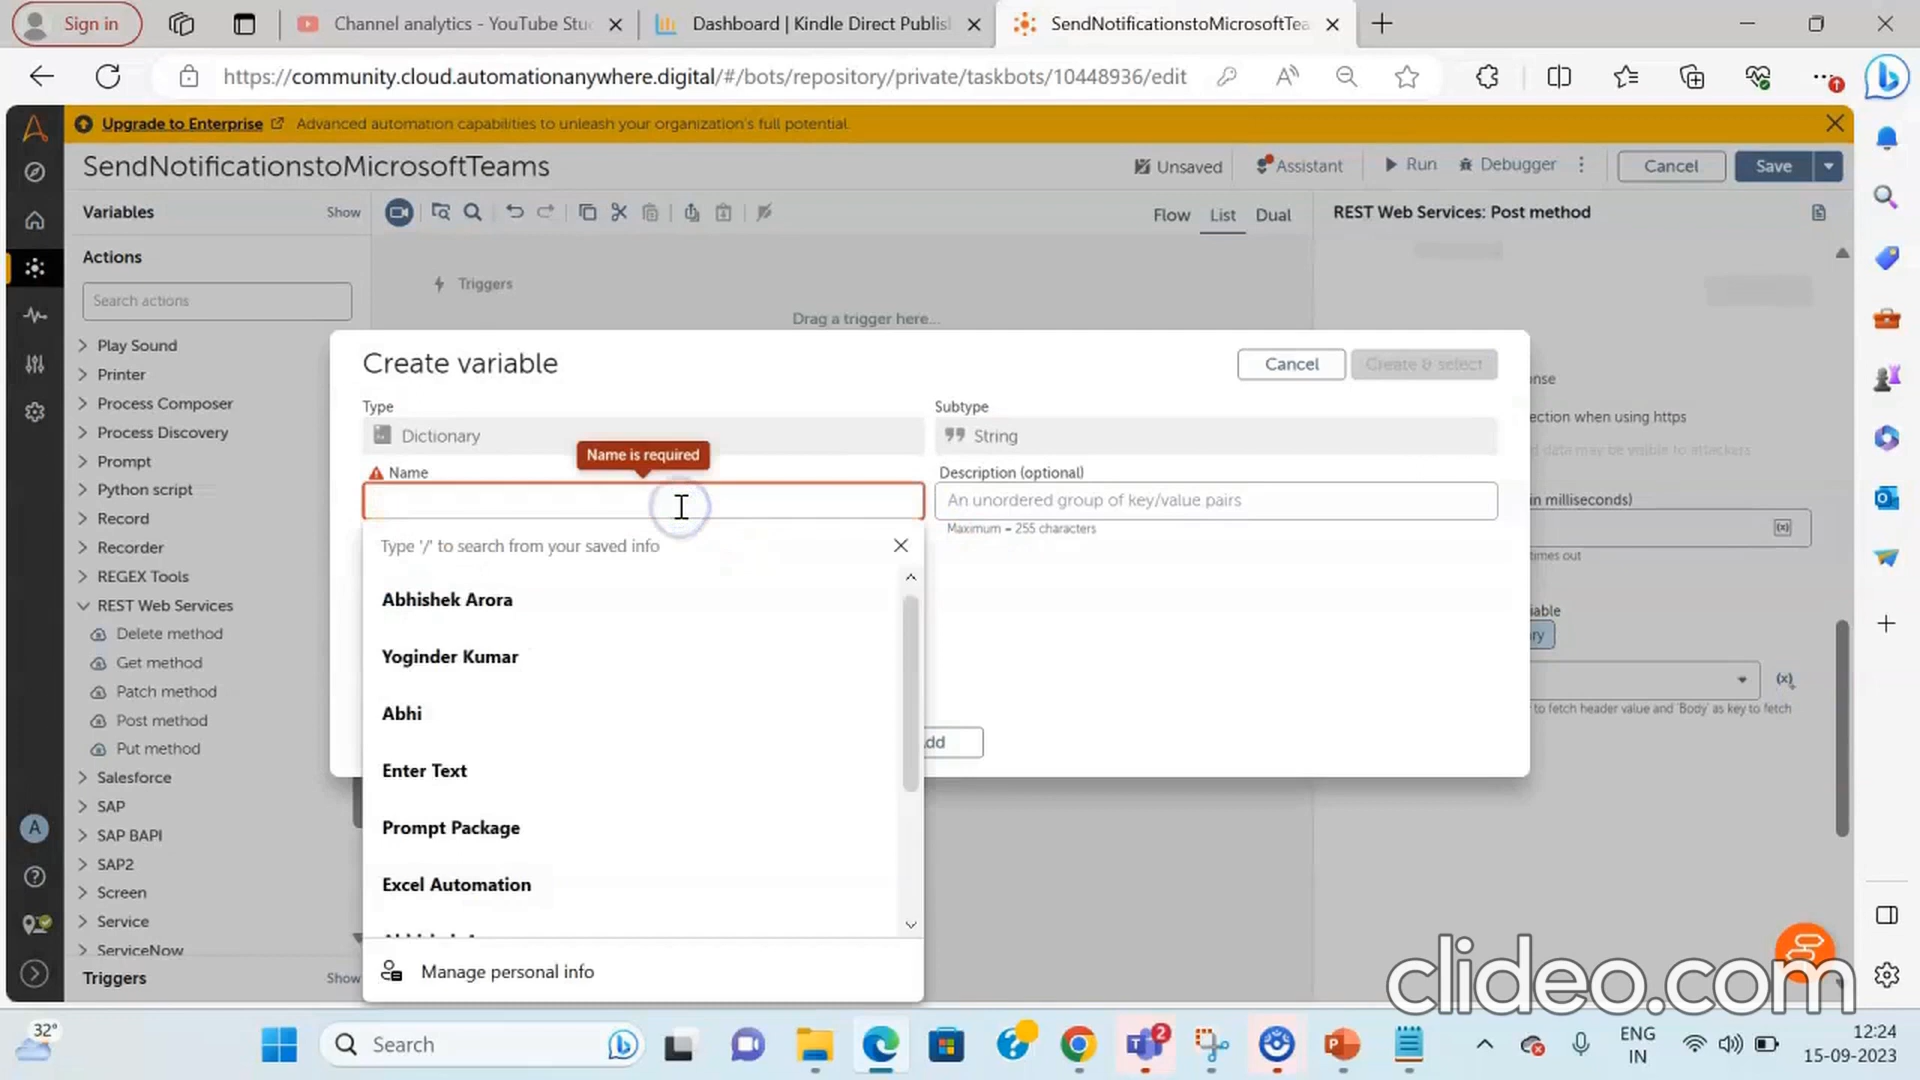 Sign in
Channel analytics - YouTube Stu
Dashboard | Kindle Direct Publis
SendNotificationstoMicrosoftTea
https://community.cloud.automationanywhere.digital/#/bots/repository/private/taskbots/10448936/edit
Upgrade to Enterprise Advanced automation capabilities to unleash your organization's full potential.
SendNotificationstoMicrosoftTeams
Unsaved
Assistant
Run
Debugger
Cancel
Save
Variables
Show
Flow
List
Dual
REST Web Services: Post method
Actions
Search actions
Triggers
Drag a trigger here...
Play Sound
Printer
Process Composer
Process Discovery
Prompt
Python script
Record
Recorder
REGEX Tools
REST Web Services
Delete method
Get method
Patch method
Post method
Put method
Salesforce
SAP
SAP BAPI
SAP2
Screen
Service
ServiceNow
Triggers
Show
Create variable
Cancel
Create & select
Type
Dictionary
Subtype
String
Name is required
Name
Description (optional)
An unordered group of key/value pairs
Maximum = 255 characters
Type '/' to search from your saved info
Abhishek Arora
Yoginder Kumar
Abhi
Enter Text
Prompt Package
Excel Automation
Manage personal info
dd
onse
ection when using https
d data may be visible to attackers
in milliseconds)
(x)
times out
iable
ry
(x)
to fetch header value and 'Body' as key to fetch
A
clideo.com
32°
Search
2
ENG
IN
12:24
15-09-2023